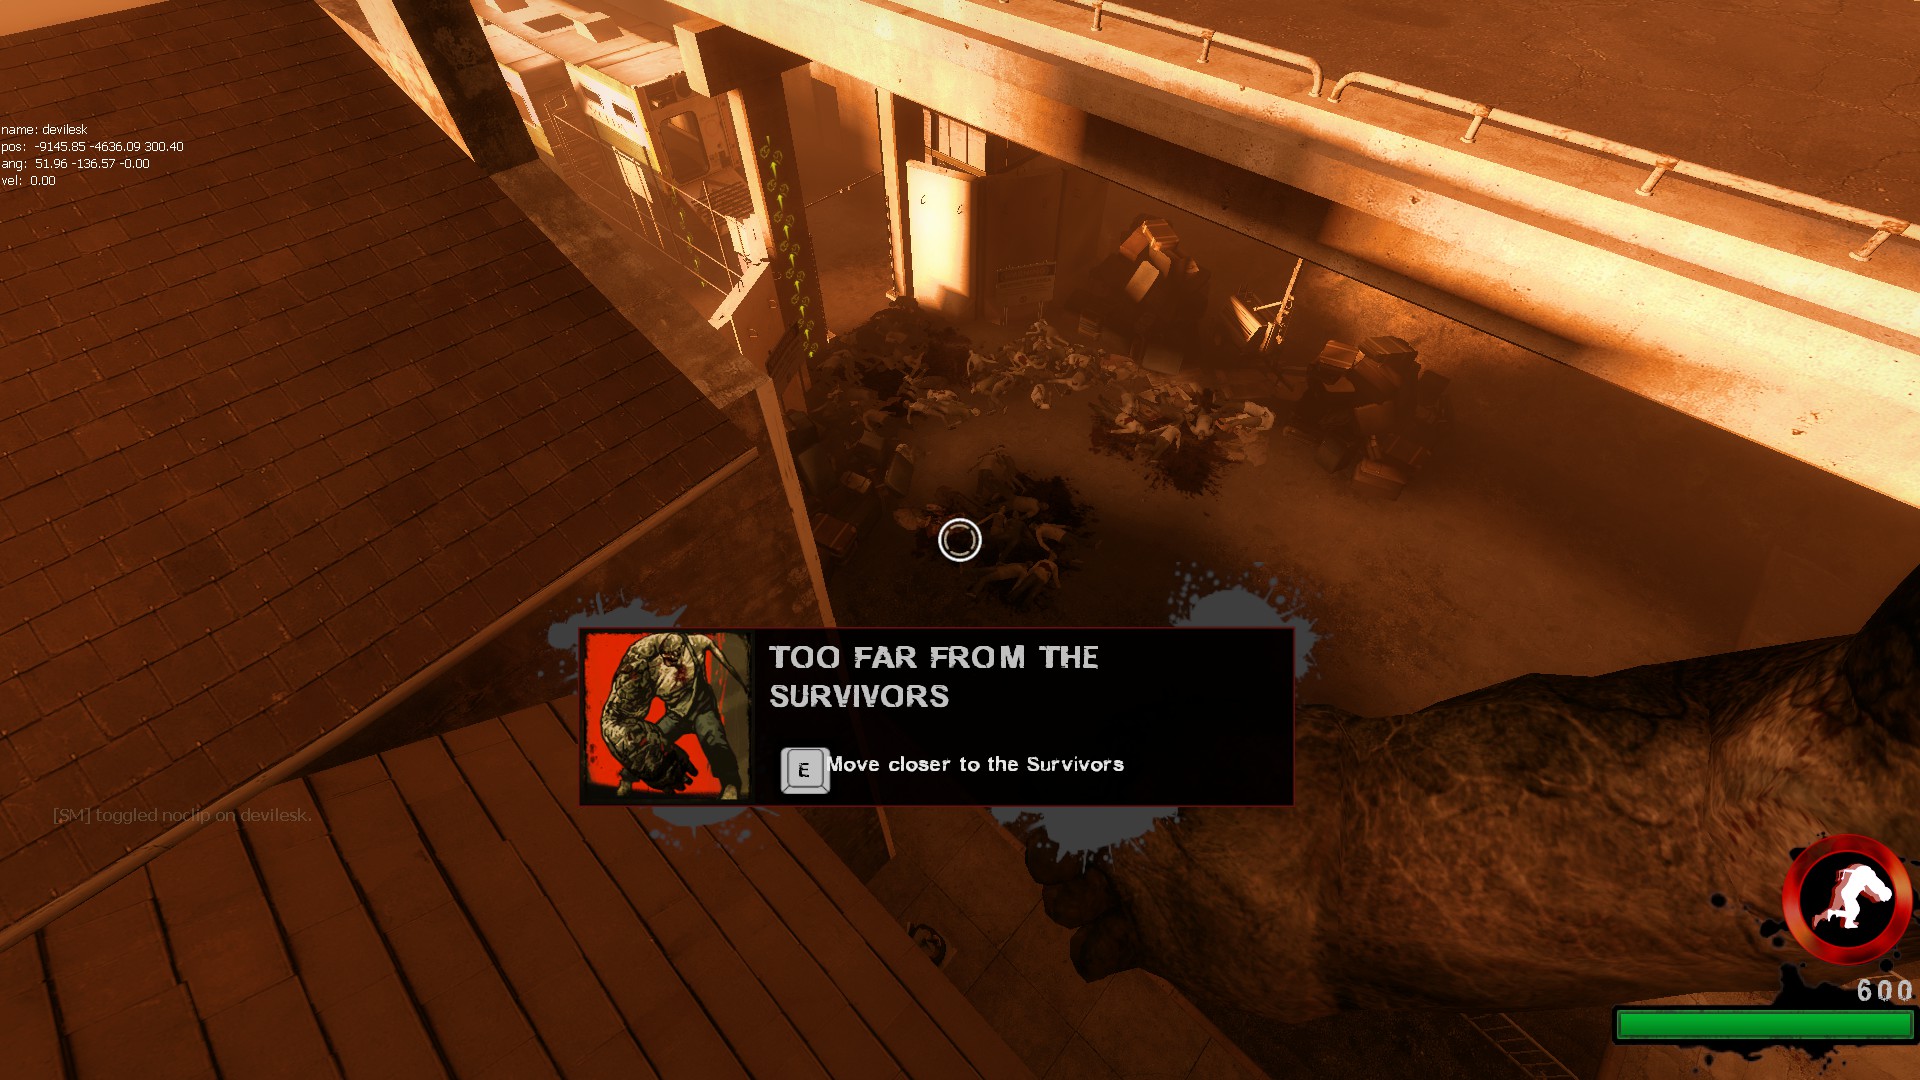 name: devilesk
pos: -9145.85 -4636.09 300.40
ang: 51.96 -136.57 -0.00
vel: 0.00
TOO FAR FROM THE
SURVIVORS
E Move closer to the Survivors
[SM] toggled noclip on devilesk.
600